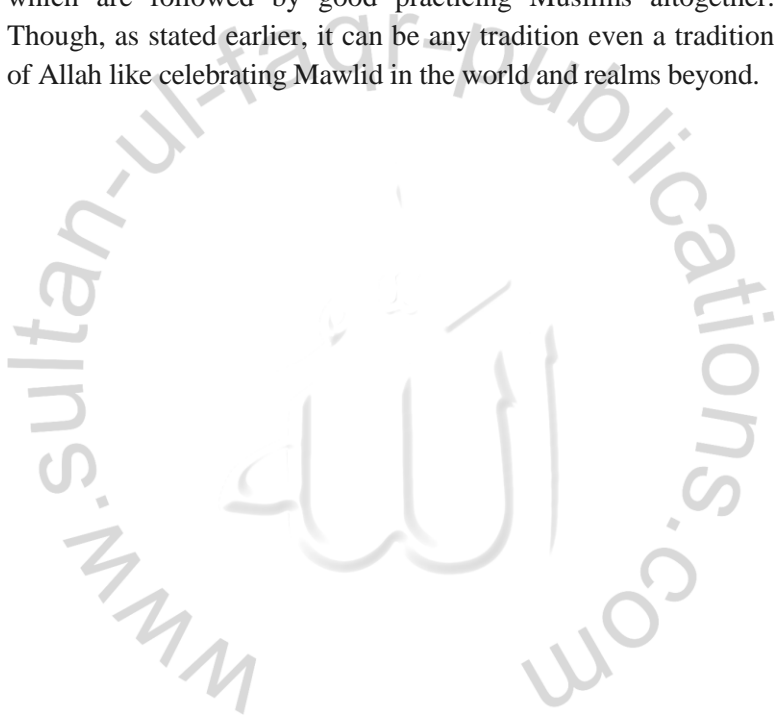 which are followed by good practicing Muslims altogether.
Though, as stated earlier, it can be any tradition even a tradition
of Allah like celebrating Mawlid in the world and realms beyond.
www.sultan-ul-faqr-publications.com
الله